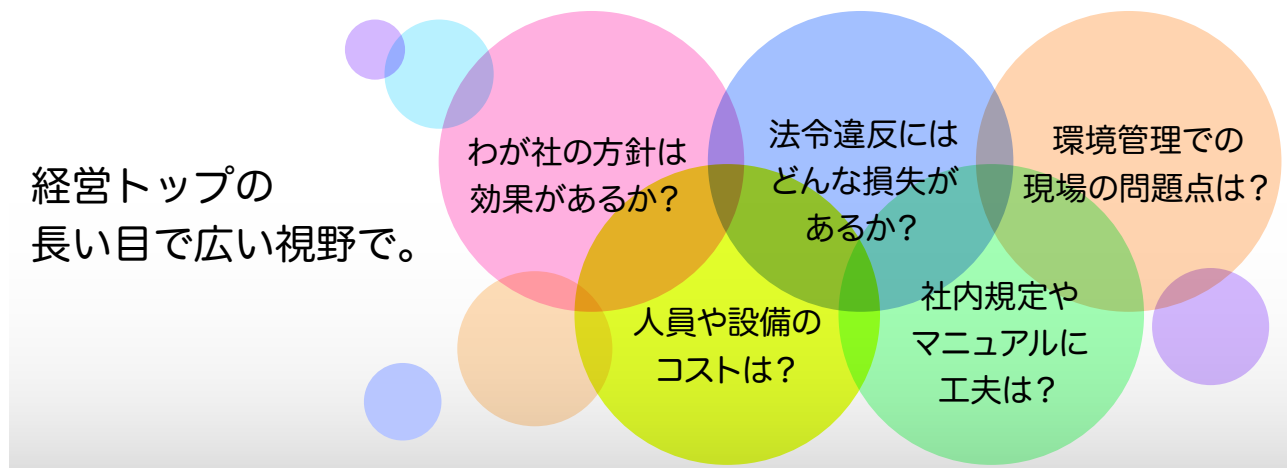 経営トップの
長い目で広い視野で。
わが社の方針は
効果があるか？
法令違反には
どんな損失が
あるか？
環境管理での
現場の問題点は？
人員や設備の
コストは？
社内規定や
マニュアルに
工夫は？